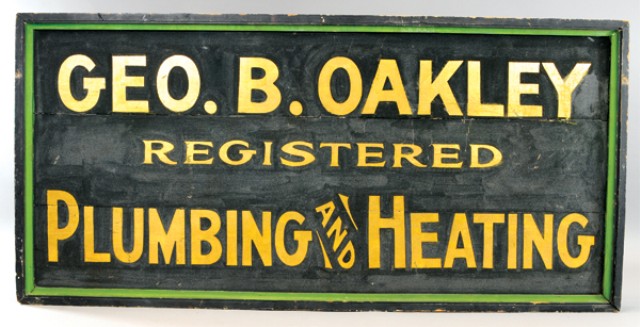 GEO. B. OAKLEY
REGISTERED
PLUMBING AND HEATING